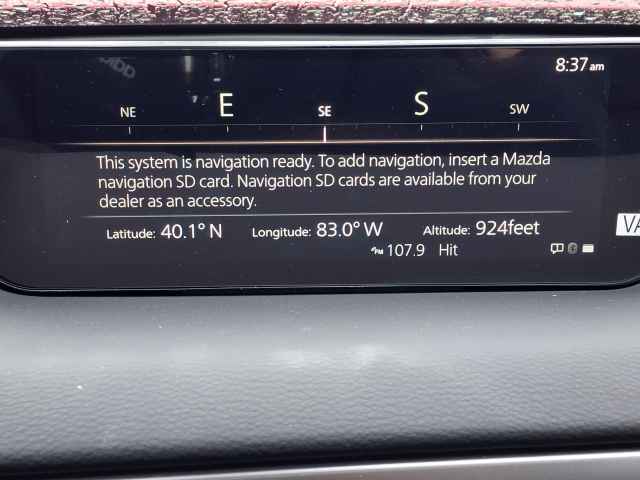 8:37am
NE E SE S SW
This system is navigation ready. To add navigation, insert a Mazda
navigation SD card. Navigation SD cards are available from your
dealer as an accessory.
Latitude: 40.1° N Longitude: 83.0° W Altitude: 924feet
FM 107.9 Hit